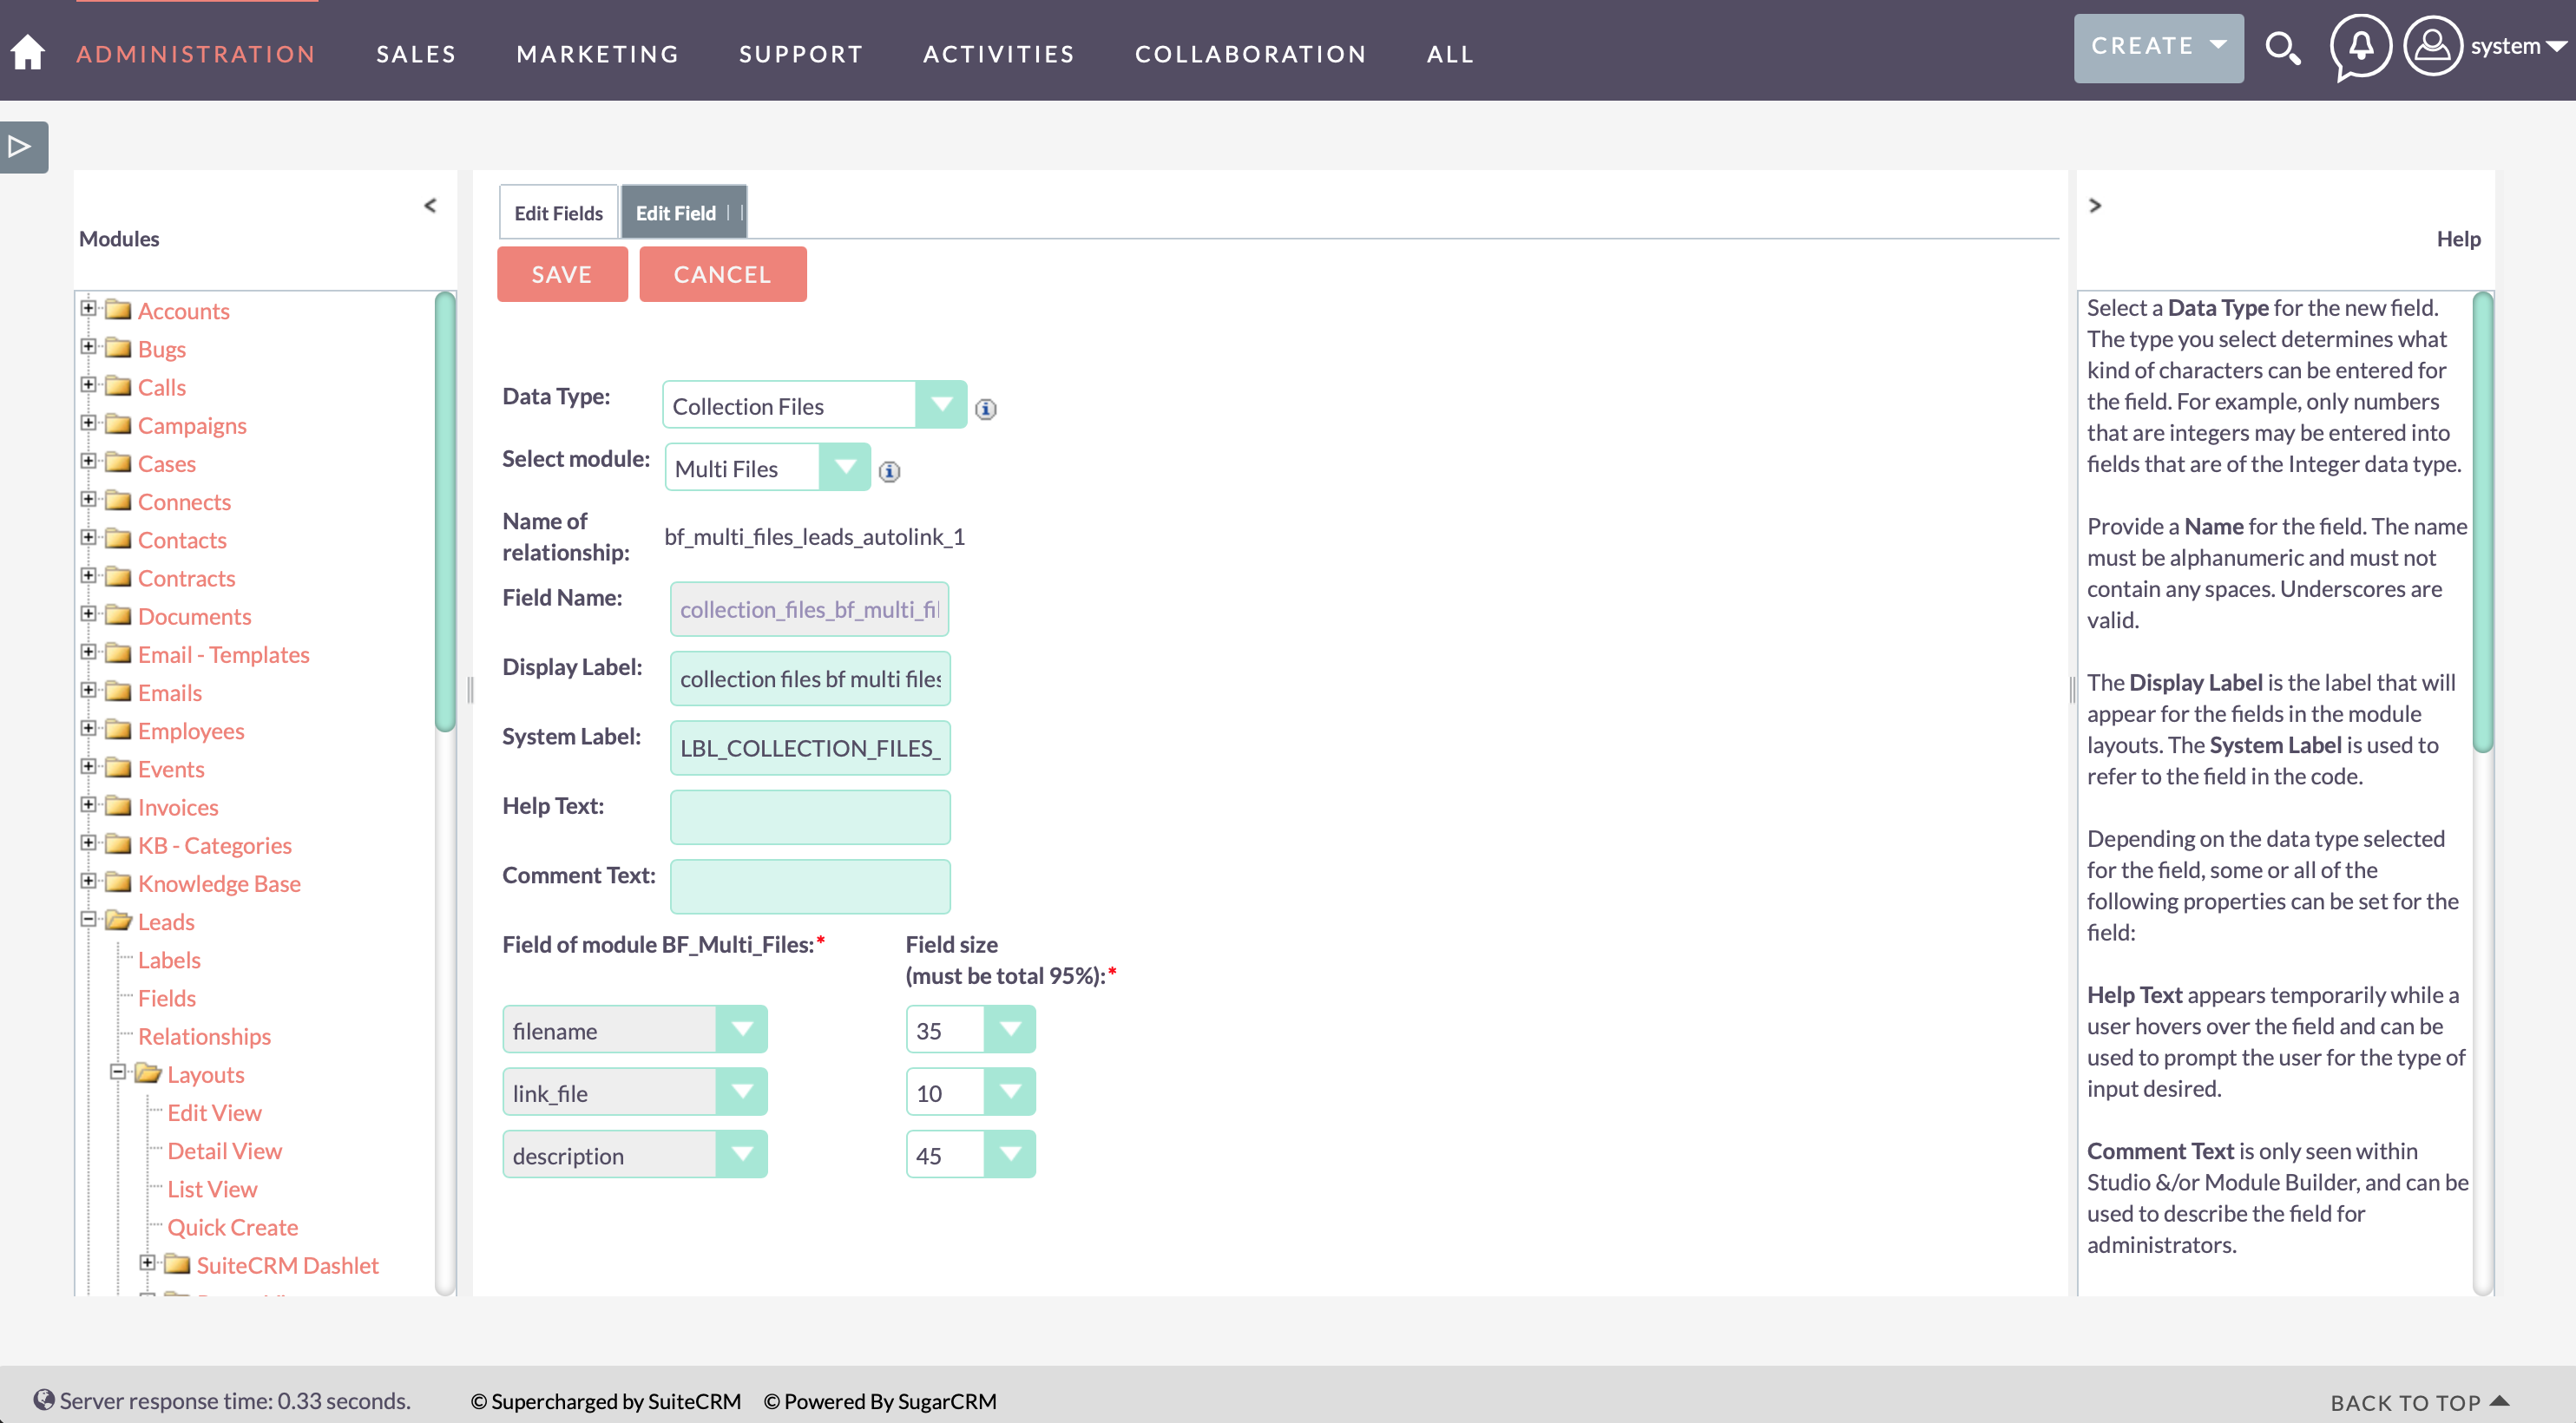 ADMINISTRATION SALES MARKETING SUPPORT ACTIVITIES COLLABORATION ALL CREATE system
<
Modules
Accounts
Bugs
Calls
Campaigns
Cases
Connects
Contacts
Contracts
Documents
Email - Templates
Emails
Employees
Events
Invoices
KB - Categories
Knowledge Base
Leads
Labels
Fields
Relationships
Layouts
Edit View
Detail View
List View
Quick Create
SuiteCRM Dashlet
Edit Fields Edit Field
SAVE CANCEL
Data Type: Collection Files
Select module: Multi Files
Name of
relationship: bf_multi_files_leads_autolink_1
Field Name: collection_files_bf_multi_fil
Display Label: collection files bf multi files
System Label: LBL_COLLECTION_FILES_
Help Text:
Comment Text:
Field of module BF_Multi_Files:* Field size
(must be total 95%):*
filename 35
link_file 10
description 45
>
Help
Select a Data Type for the new field.
The type you select determines what
kind of characters can be entered for
the field. For example, only numbers
that are integers may be entered into
fields that are of the Integer data type.
Provide a Name for the field. The name
must be alphanumeric and must not
contain any spaces. Underscores are
valid.
The Display Label is the label that will
appear for the fields in the module
layouts. The System Label is used to
refer to the field in the code.
Depending on the data type selected
for the field, some or all of the
following properties can be set for the
field:
Help Text appears temporarily while a
user hovers over the field and can be
used to prompt the user for the type of
input desired.
Comment Text is only seen within
Studio &/or Module Builder, and can be
used to describe the field for
administrators.
Server response time: 0.33 seconds. © Supercharged by SuiteCRM © Powered By SugarCRM BACK TO TOP